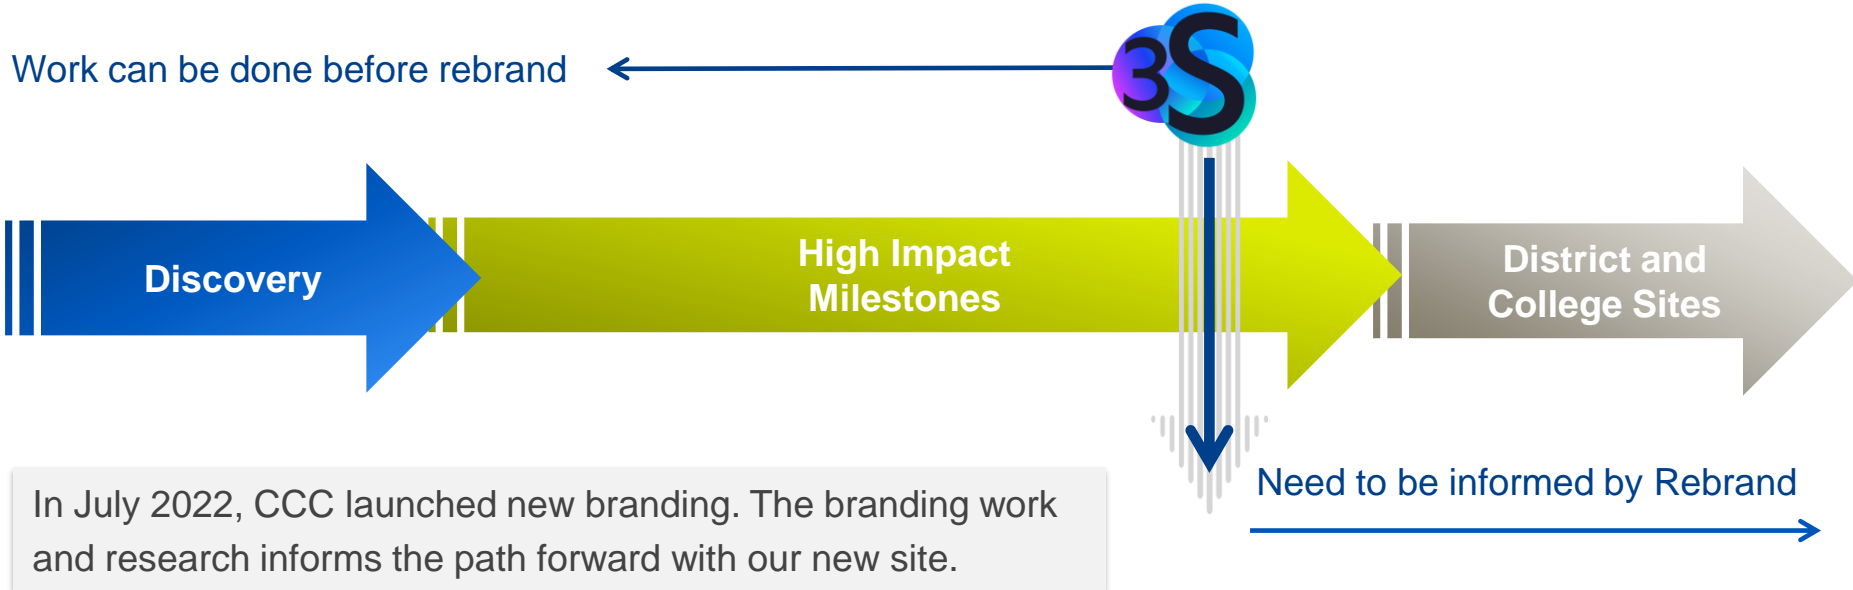 Work can be done before rebrand
3S
Discovery
High Impact
Milestones
District and
College Sites
Need to be informed by Rebrand
In July 2022, CCC launched new branding. The branding work
and research informs the path forward with our new site.